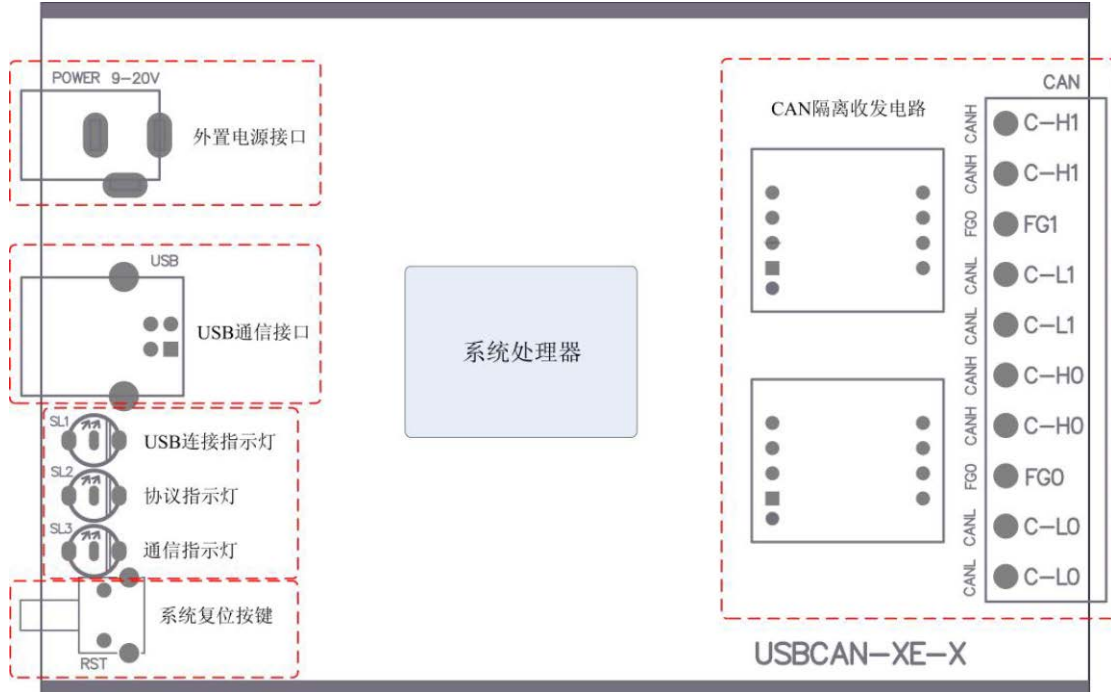 POWER 9-20V
外置电源接口
USB
USB通信接口
SL1
USB连接指示灯
SL2
协议指示灯
SL3
通信指示灯
系统复位按键
RST
系统处理器
CAN隔离收发电路
CAN
CANH C-H1
CANH C-H1
FG0 FG1
CANL C-L1
CANL C-L1
CANH C-H0
CANH C-H0
FG0 FG0
CANL C-L0
CANL C-L0
USBCAN-XE-X